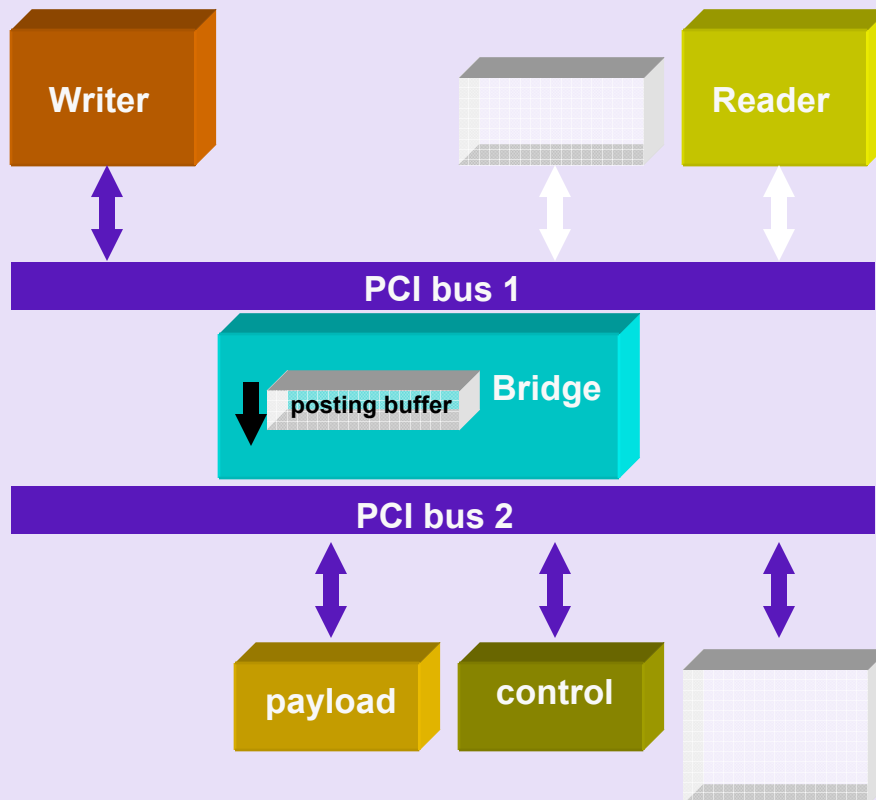 Writer
Reader
PCI bus 1
Bridge
posting buffer
PCI bus 2
payload
control